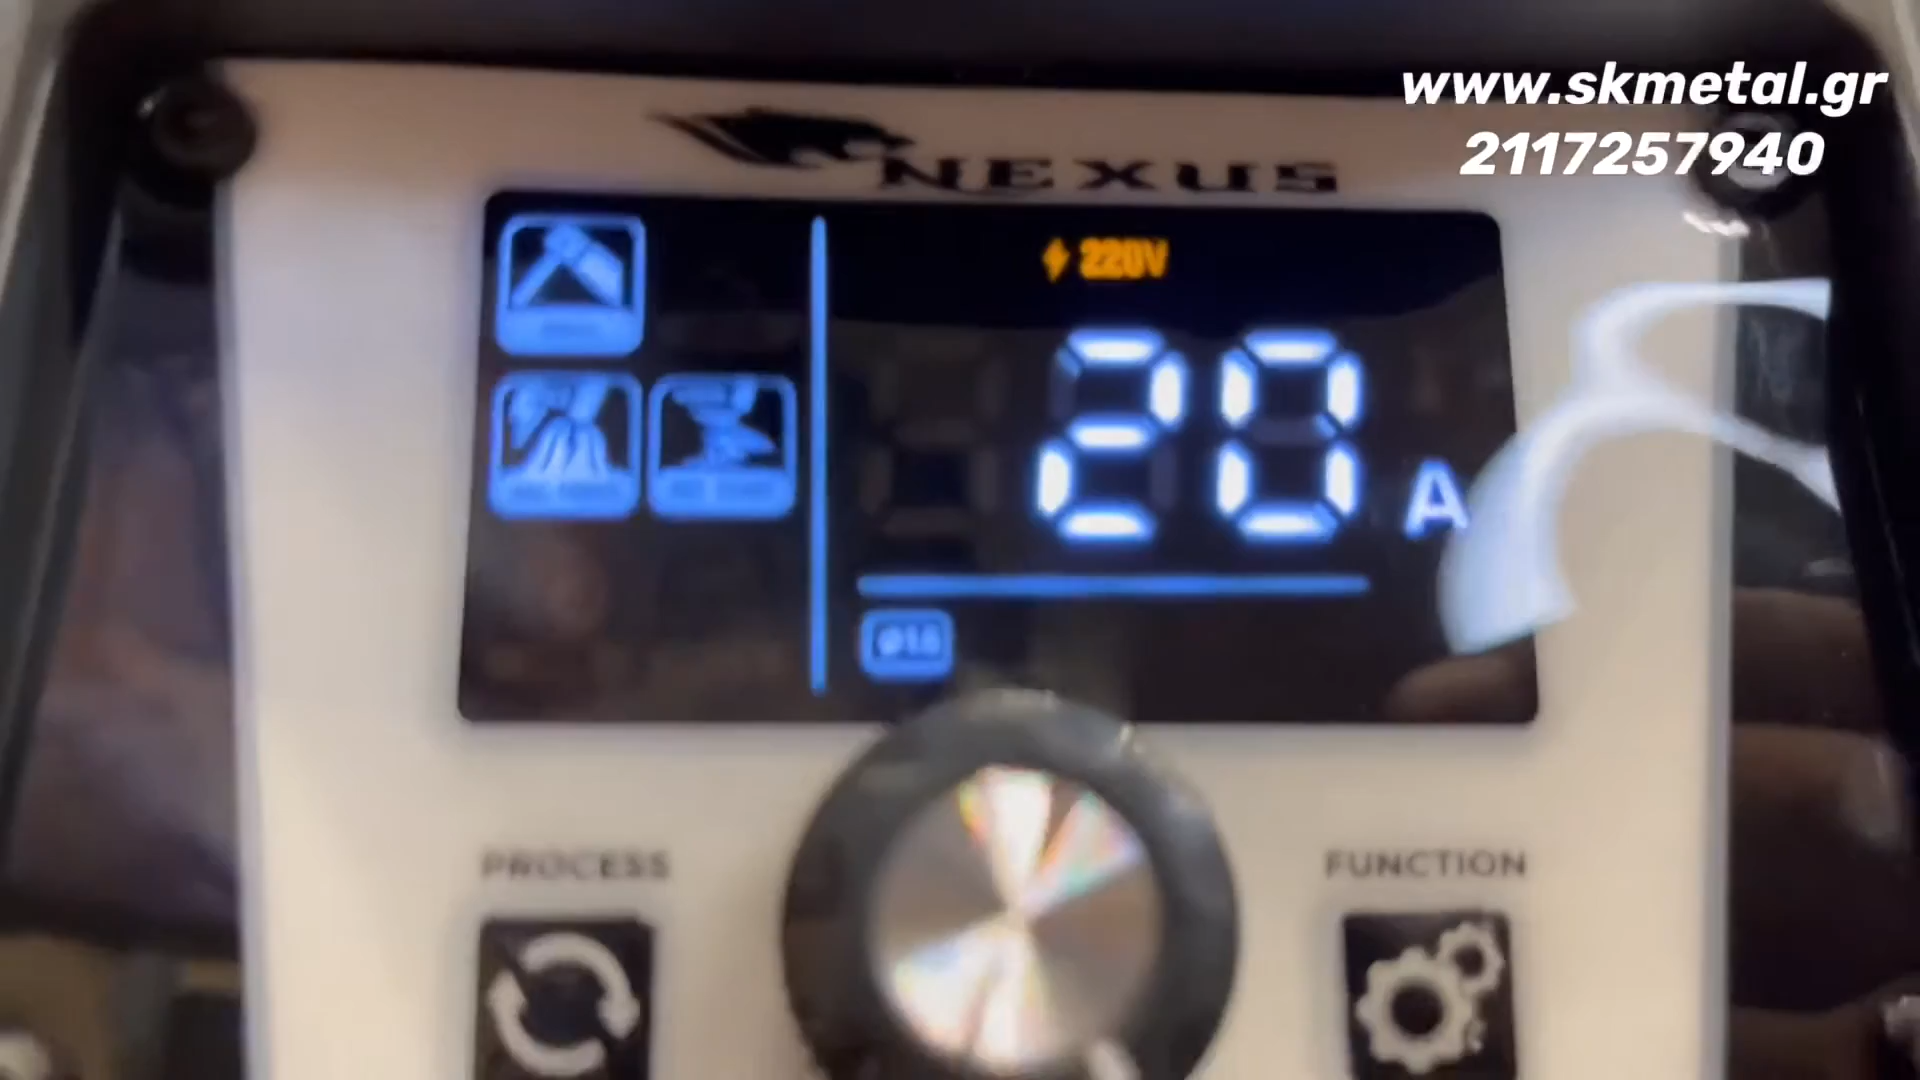 www.skmetal.gr
2117257940
NEXUS
220V
20 A
PROCESS
FUNCTION